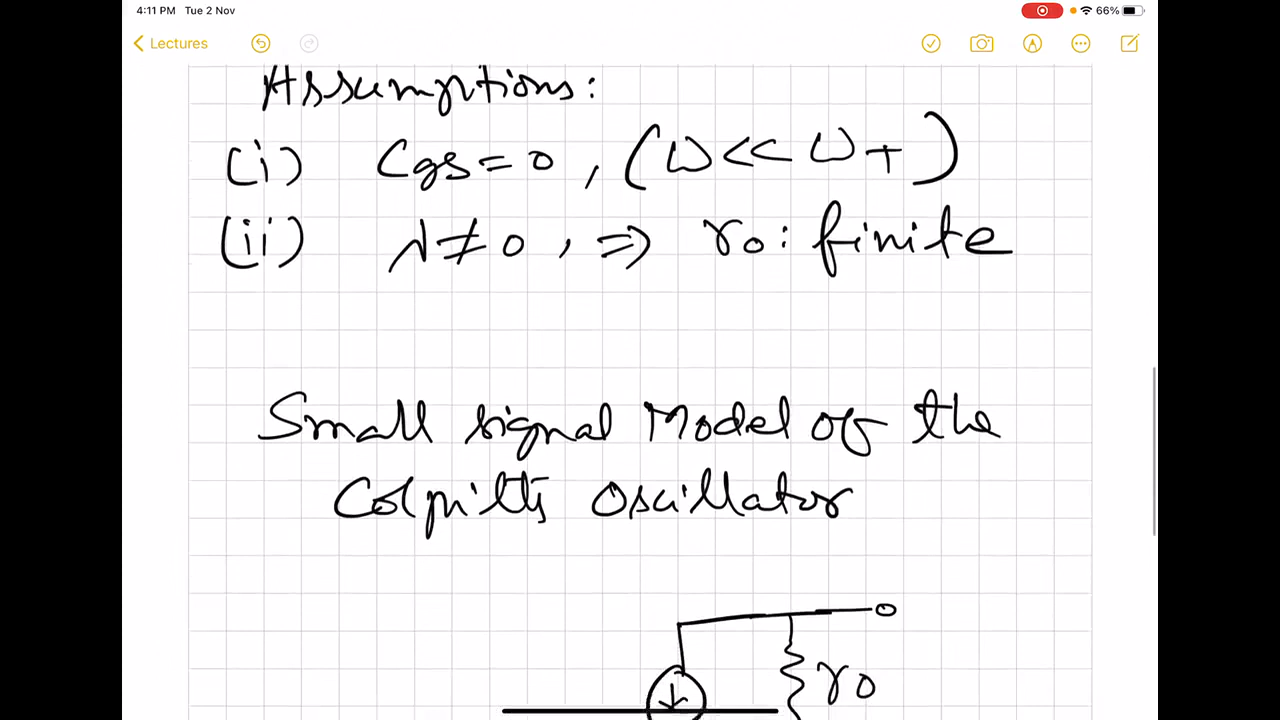 4:11 PM Tue 2 Nov
66%
Lectures
Assumptions:
(i) Cgs = 0, (ω << ωT)
(ii) λ ≠ 0, ⇒ ro: finite
Small signal Model of the
Colpitts Oscillator
ro